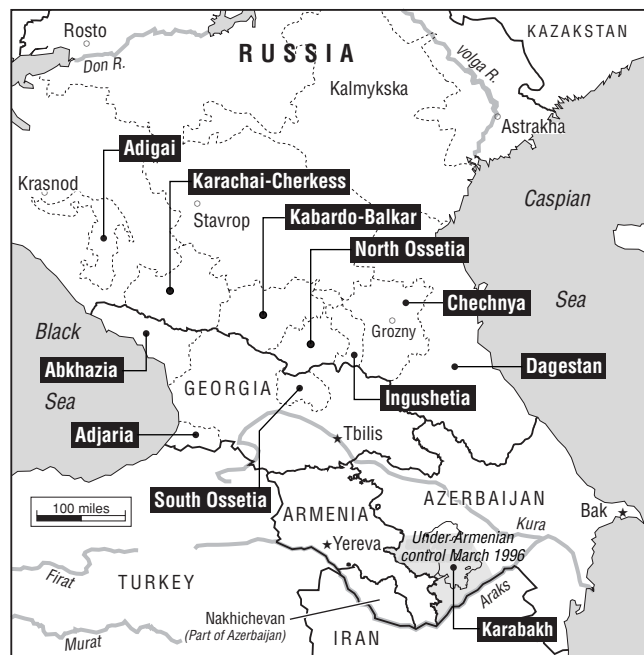 Rosto
Don R.
RUSSIA
Kalmykska
volga R.
KAZAKSTAN
Astrakha
Adigai
Krasnod
Karachai-Cherkess
Stavrop
Kabardo-Balkar
North Ossetia
Caspian
Sea
Chechnya
Grozny
Black
Sea
Abkhazia
GEORGIA
Ingushetia
Dagestan
Adjaria
Tbilis
South Ossetia
100 miles
ARMENIA
AZERBAIJAN
Bak
Kura
Under Armenian
control March 1996
Yereva
Firat
TURKEY
Araks
Nakhichevan
(Part of Azerbaijan)
Murat
IRAN
Karabakh